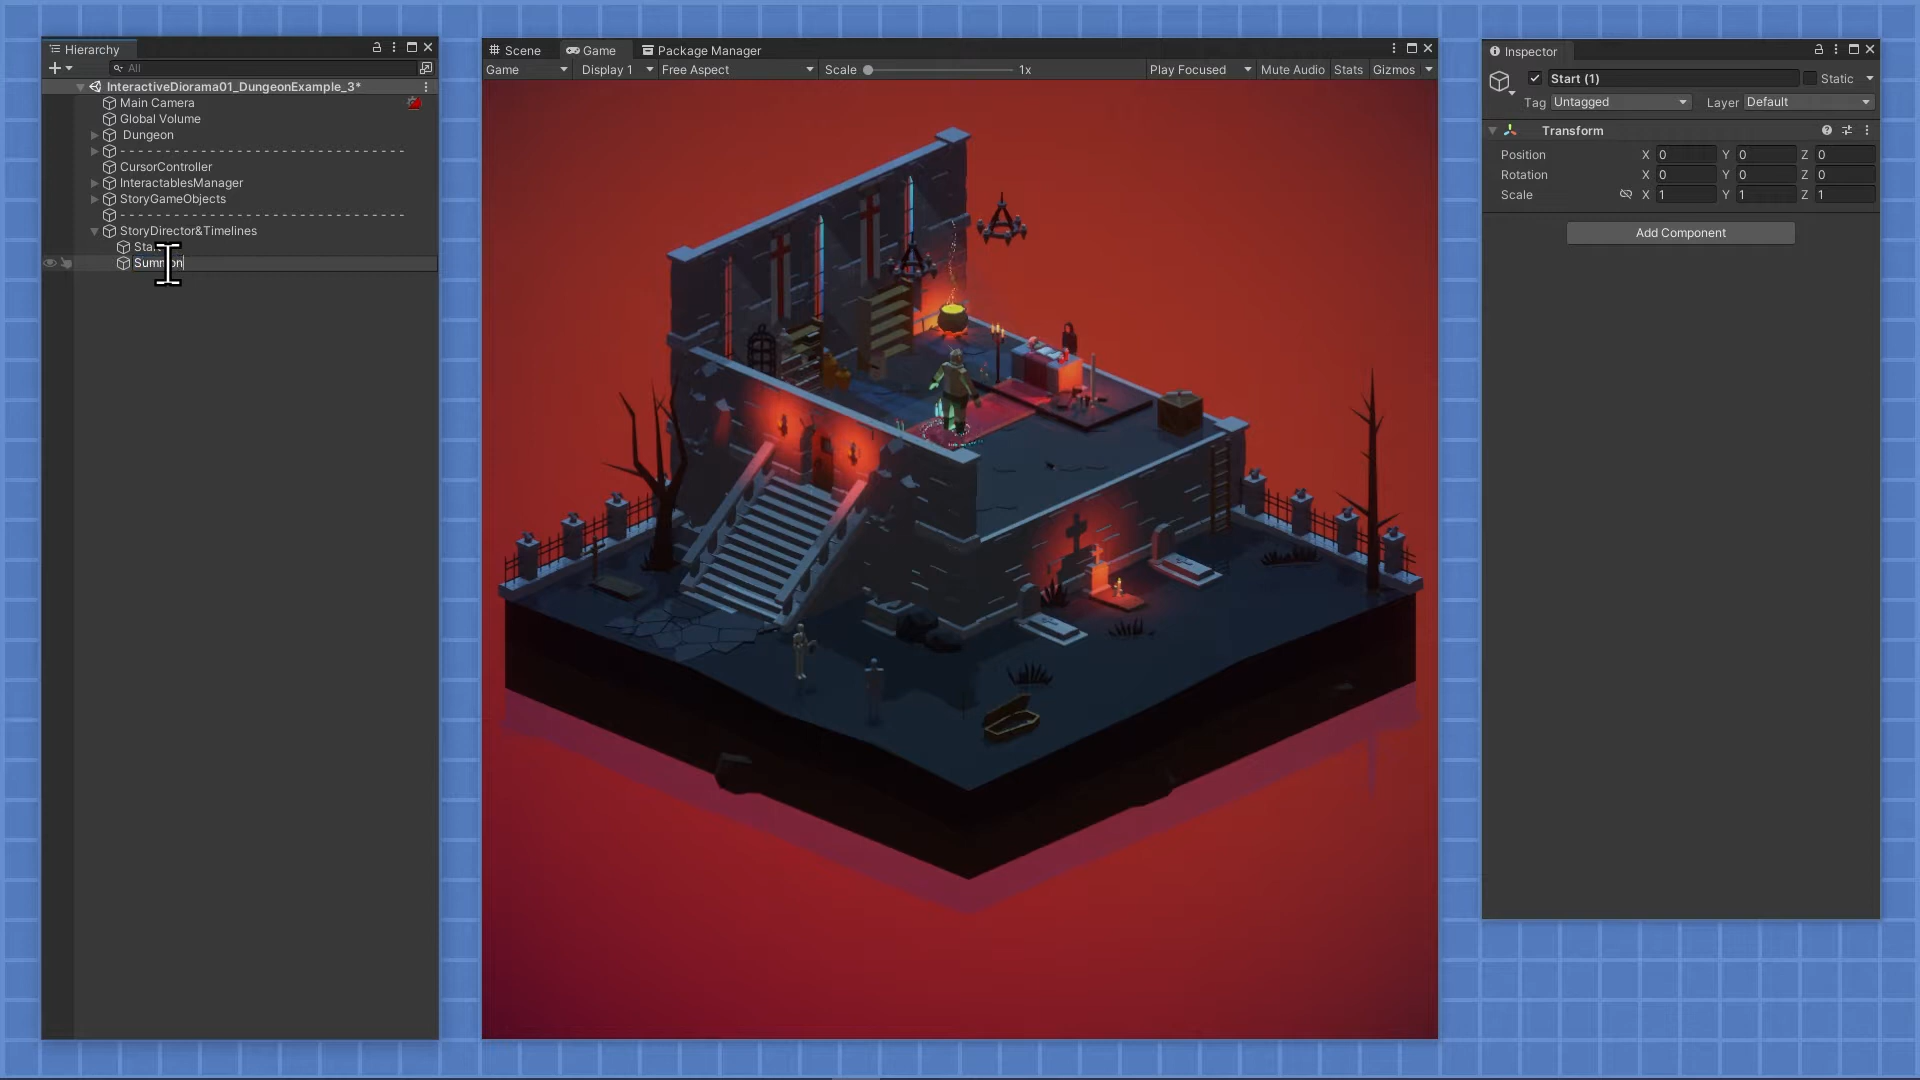 Hierarchy
All
InteractiveDiorama01_DungeonExample_3*
Main Camera
Global Volume
Dungeon
- - - - - - - - - - - - - - - - - - - - - - - - - - - - - - - -
CursorController
InteractablesManager
StoryGameObjects
- - - - - - - - - - - - - - - - - - - - - - - - - - - - - - - -
StoryDirector&Timelines
Summon
Scene Game Package Manager
Game Display 1 Free Aspect Scale 1x Play Focused Mute Audio Stats Gizmos
Inspector
Start (1) Static
Tag Untagged Layer Default
Transform
Position X 0 Y 0 Z 0
Rotation X 0 Y 0 Z 0
Scale X 1 Y 1 Z 1
Add Component